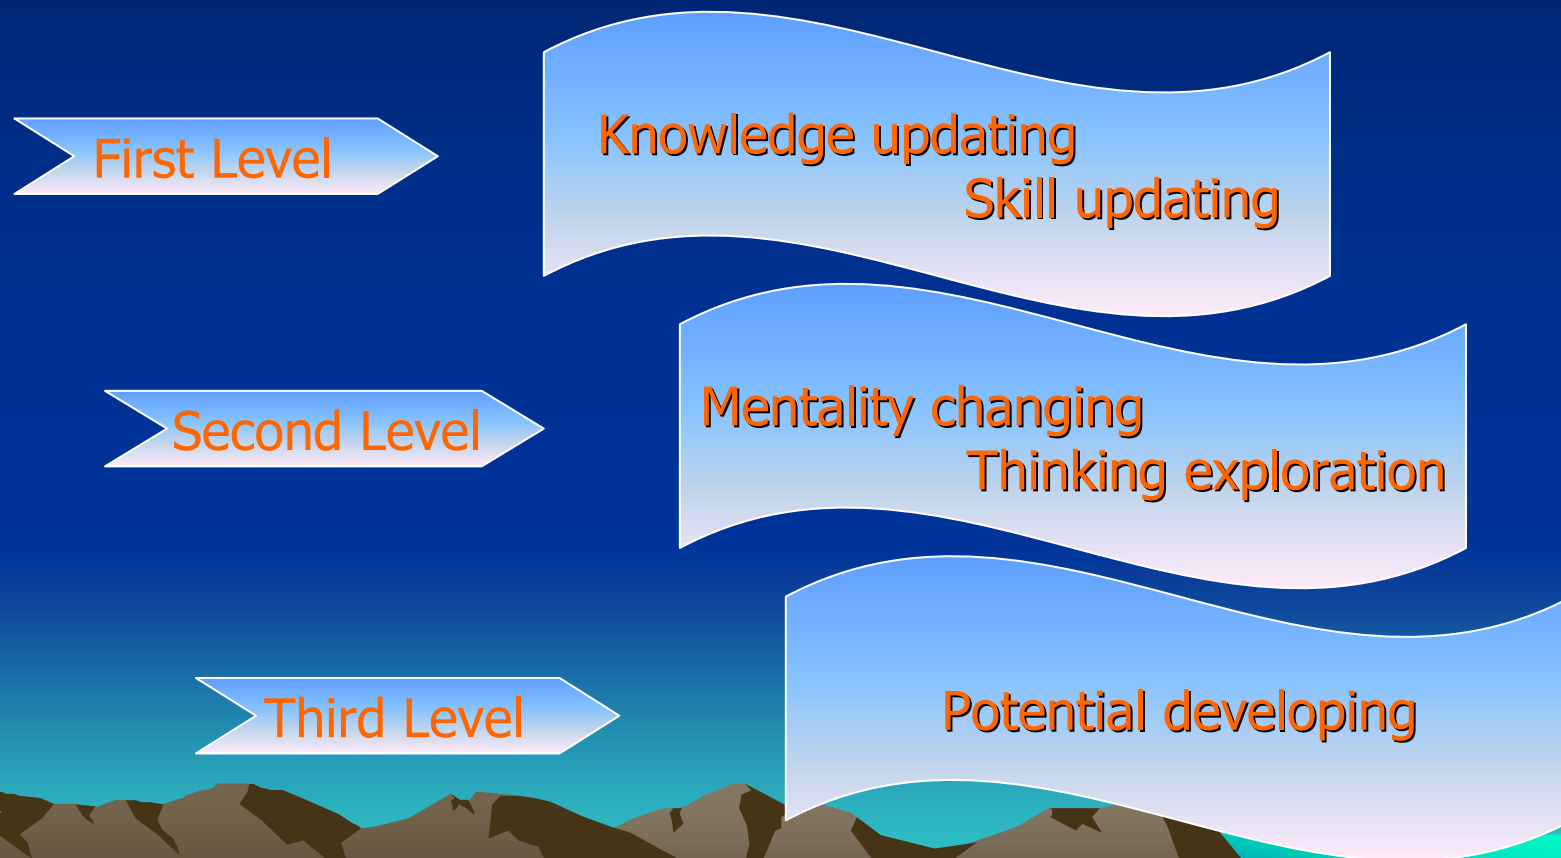 First Level
Knowledge updating
Skill updating
Second Level
Mentality changing
Thinking exploration
Third Level
Potential developing